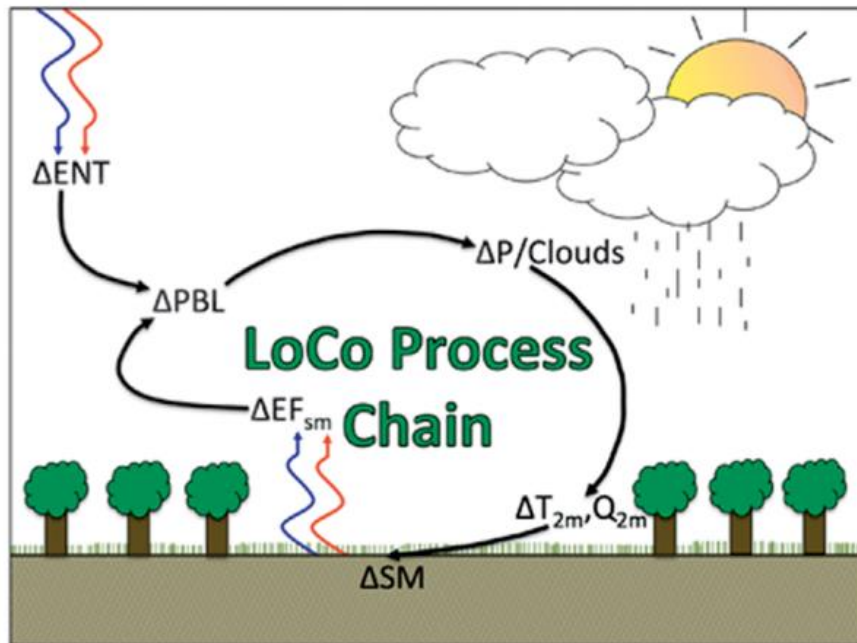 ΔENT
ΔP/Clouds
ΔPBL
LoCo Process
Chain
ΔEFsm
ΔT2m,Q2m
ΔSM